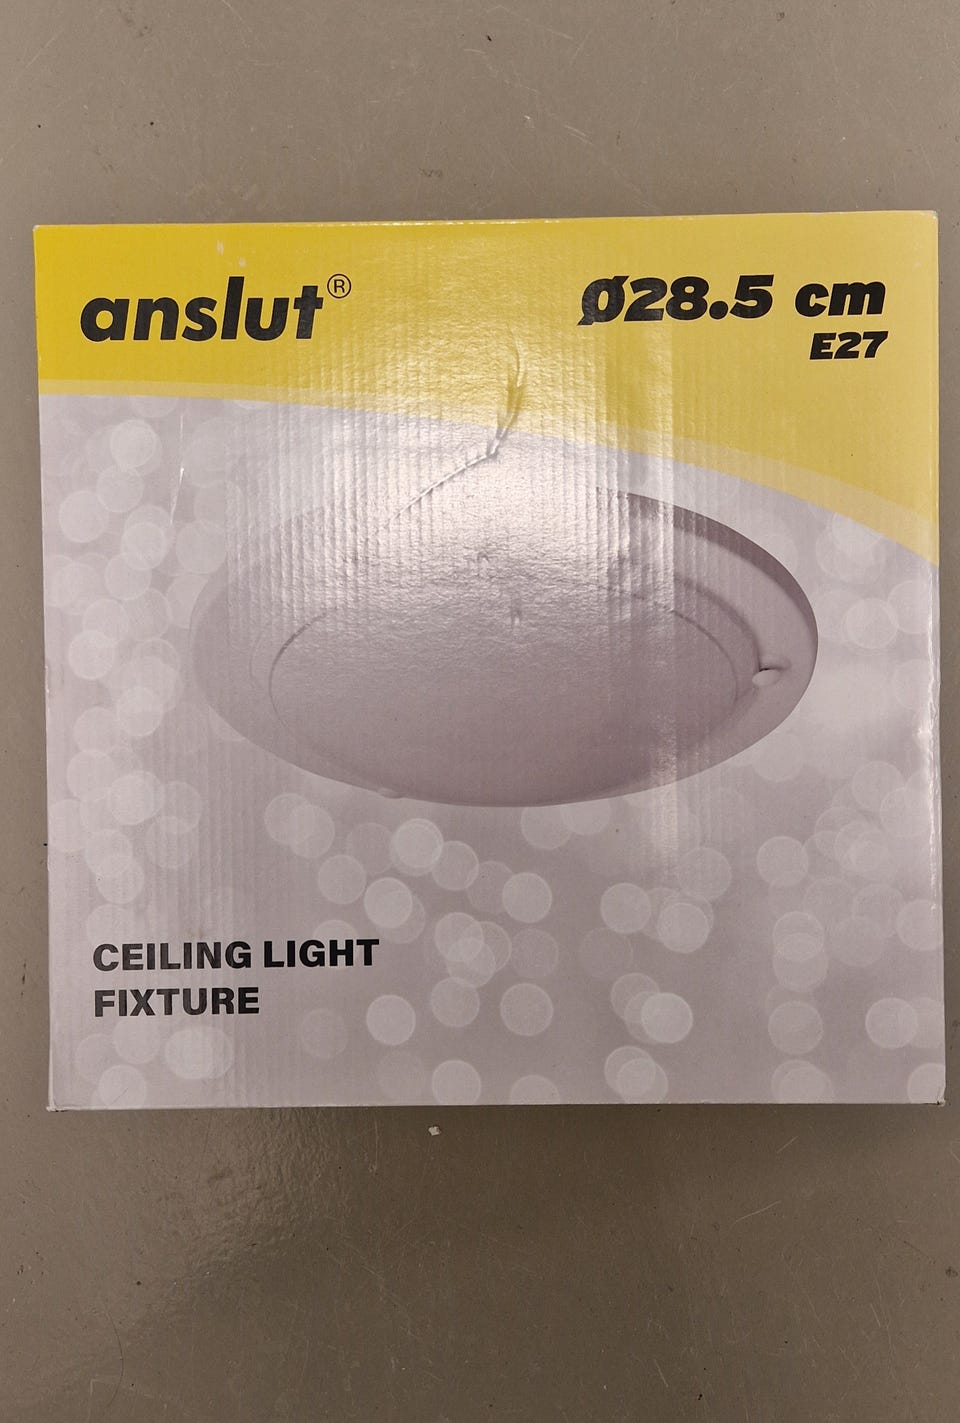 anslut®
Ø28.5 cm
E27
CEILING LIGHT
FIXTURE